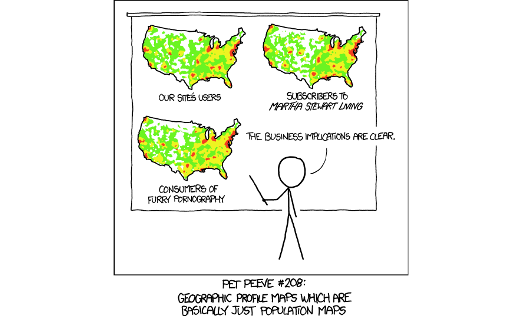 OUR SITE'S USERS
SUBSCRIBERS TO
MARTHA STEWART LIVING
CONSUMERS OF
FURRY PORNOGRAPHY
THE BUSINESS IMPLICATIONS ARE CLEAR.
PET PEEVE #208:
GEOGRAPHIC PROFILE MAPS WHICH ARE
BASICALLY JUST POPULATION MAPS